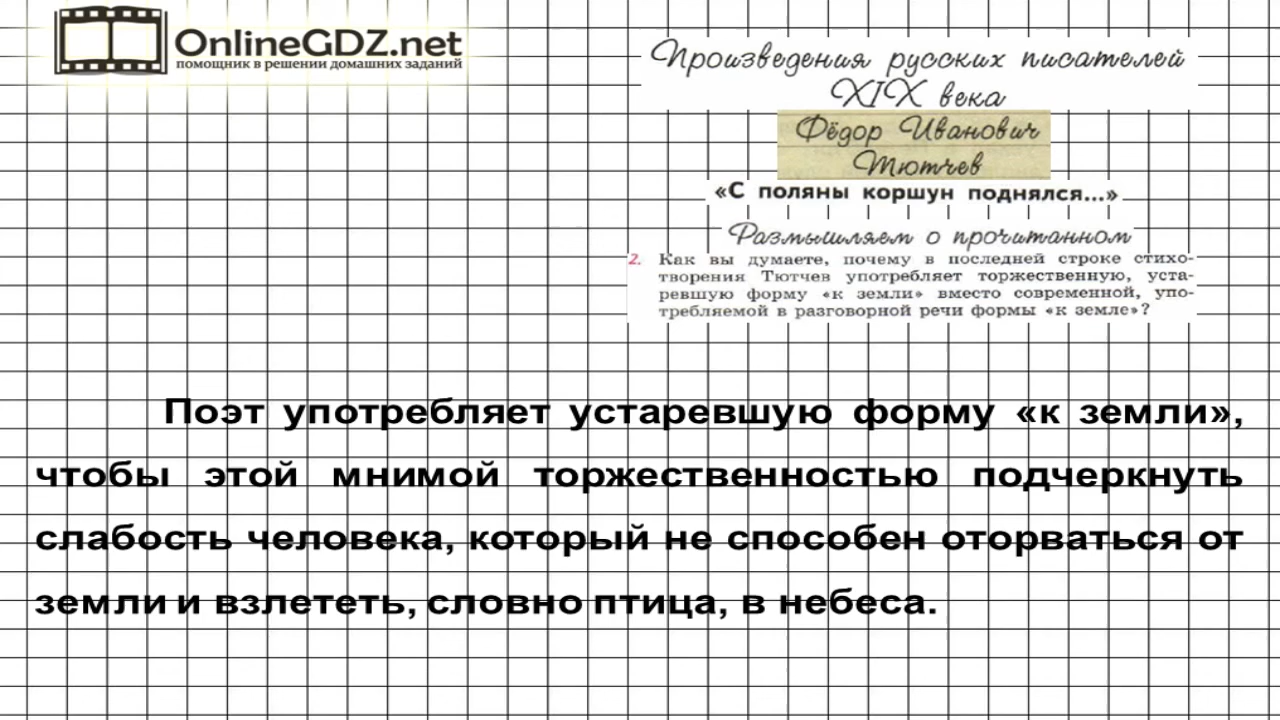 OnlineGDZ.net
помощник в решении домашних заданий
Произведения русских писателей
XIX века
Фёдор Иванович
Тютчев
«С поляны коршун поднялся...»
Размышляем о прочитанном
2. Как вы думаете, почему в последней строке стихо-
творения Тютчев употребляет торжественную, уста-
ревшую форму «к земли» вместо современной, упо-
требляемой в разговорной речи формы «к земле»?
Поэт употребляет устаревшую форму «к земли»,
чтобы этой мнимой торжественностью подчеркнуть
слабость человека, который не способен оторваться от
земли и взлететь, словно птица, в небеса.